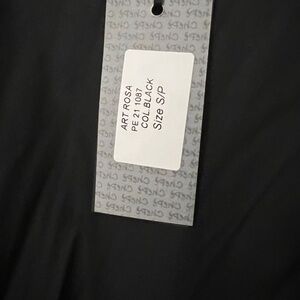 ART ROSA
PE 21 1087
COL.BLACK
Size S/P